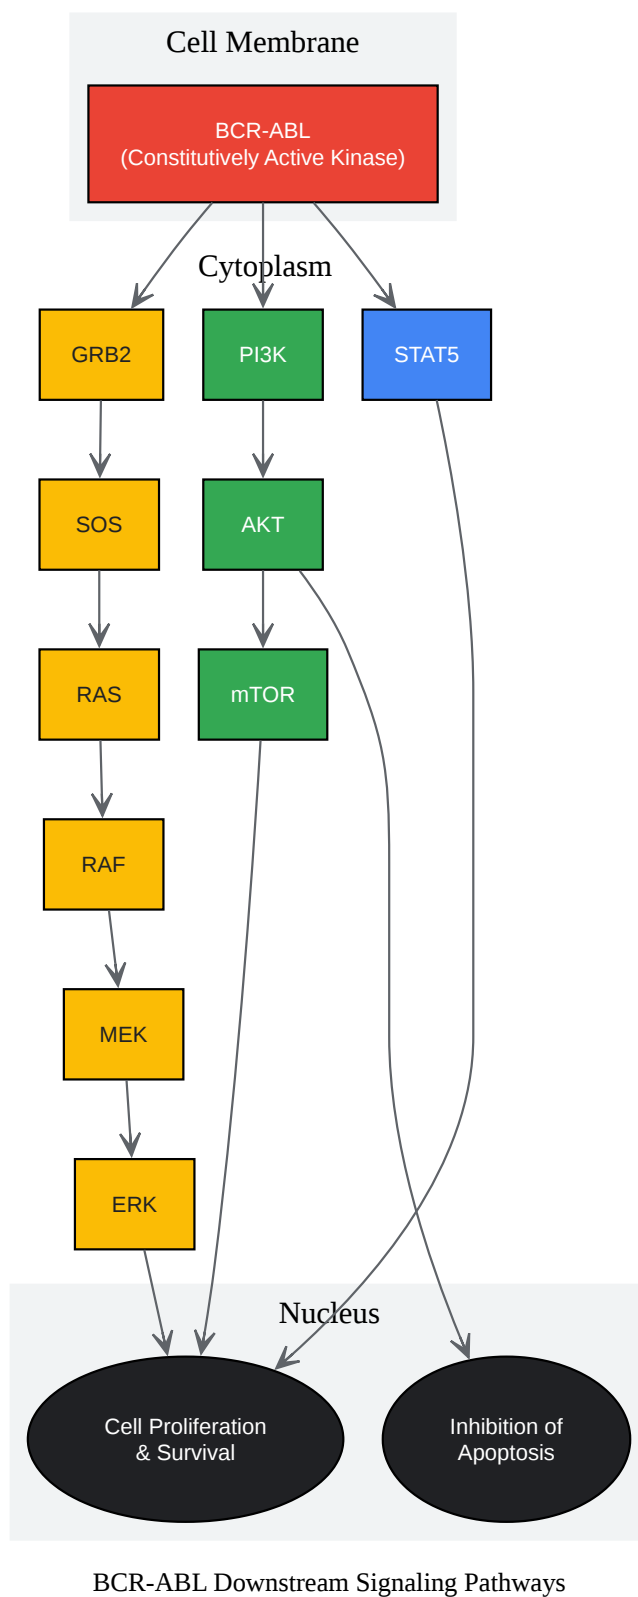 Cell Membrane
BCR-ABL
(Constitutively Active Kinase)
Cytoplasm
GRB2
PI3K
STAT5
SOS
AKT
RAS
mTOR
RAF
MEK
ERK
Nucleus
Cell Proliferation
& Survival
Inhibition of
Apoptosis
BCR-ABL Downstream Signaling Pathways